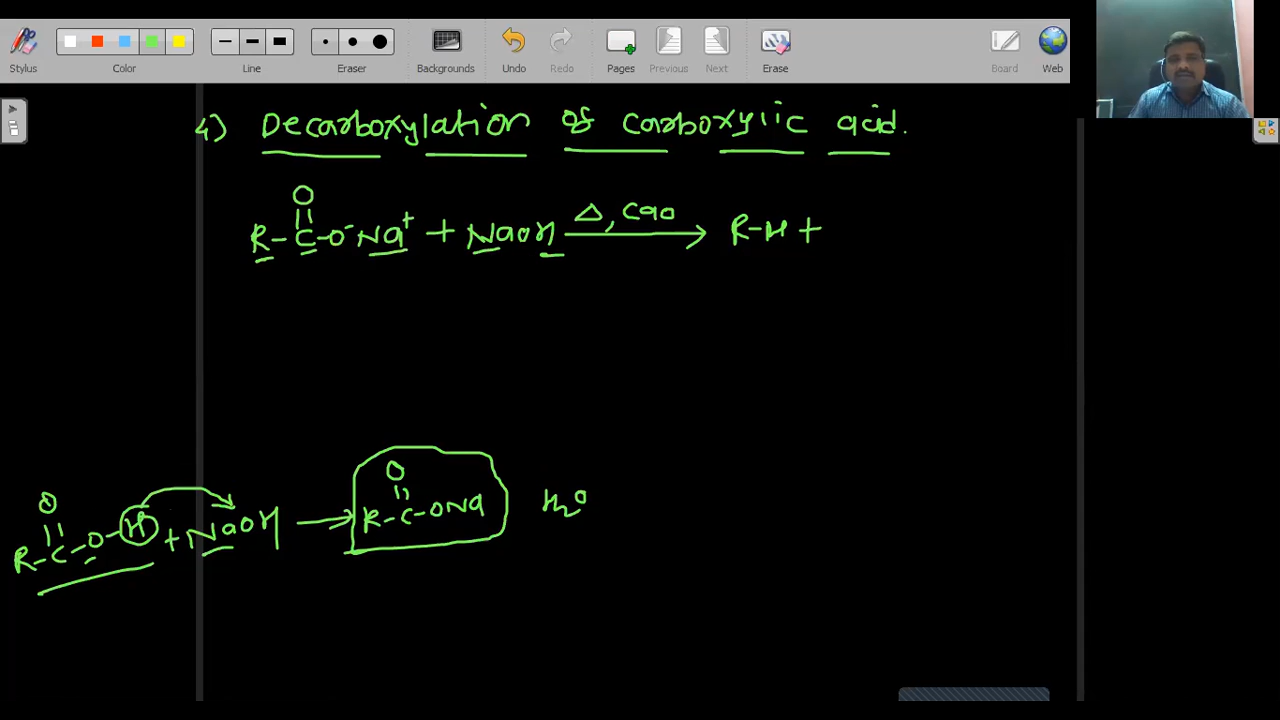 Stylus Color Line Eraser Backgrounds Undo Redo Pages Previous Next Erase Board Web
4) Decarboxylation of carboxylic acid.
O
R-C-O⁻Na⁺ + NaOH △, CaO → R-H +
O
R-C-O-H + NaOH →
O
R-C-ONa H₂O